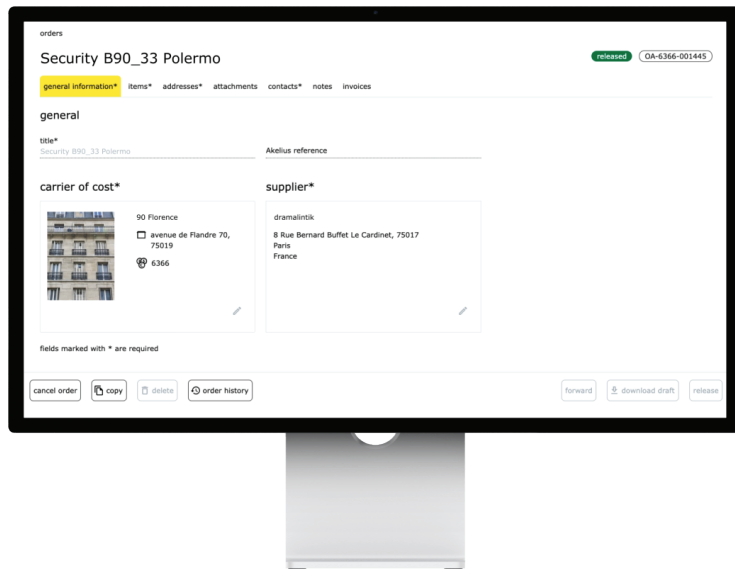 orders
Security B90_33 Polermo
released
OA-6366-001445
general information* items* addresses* attachments contacts* notes invoices
general
title*
Security B90_33 Polermo
Akelius reference
carrier of cost*
supplier*
90 Florence
avenue de Flandre 70,
75019
6366
dramalintik
8 Rue Bernard Buffet Le Cardinet, 75017
Paris
France
fields marked with * are required
cancel order copy delete order history forward download draft release